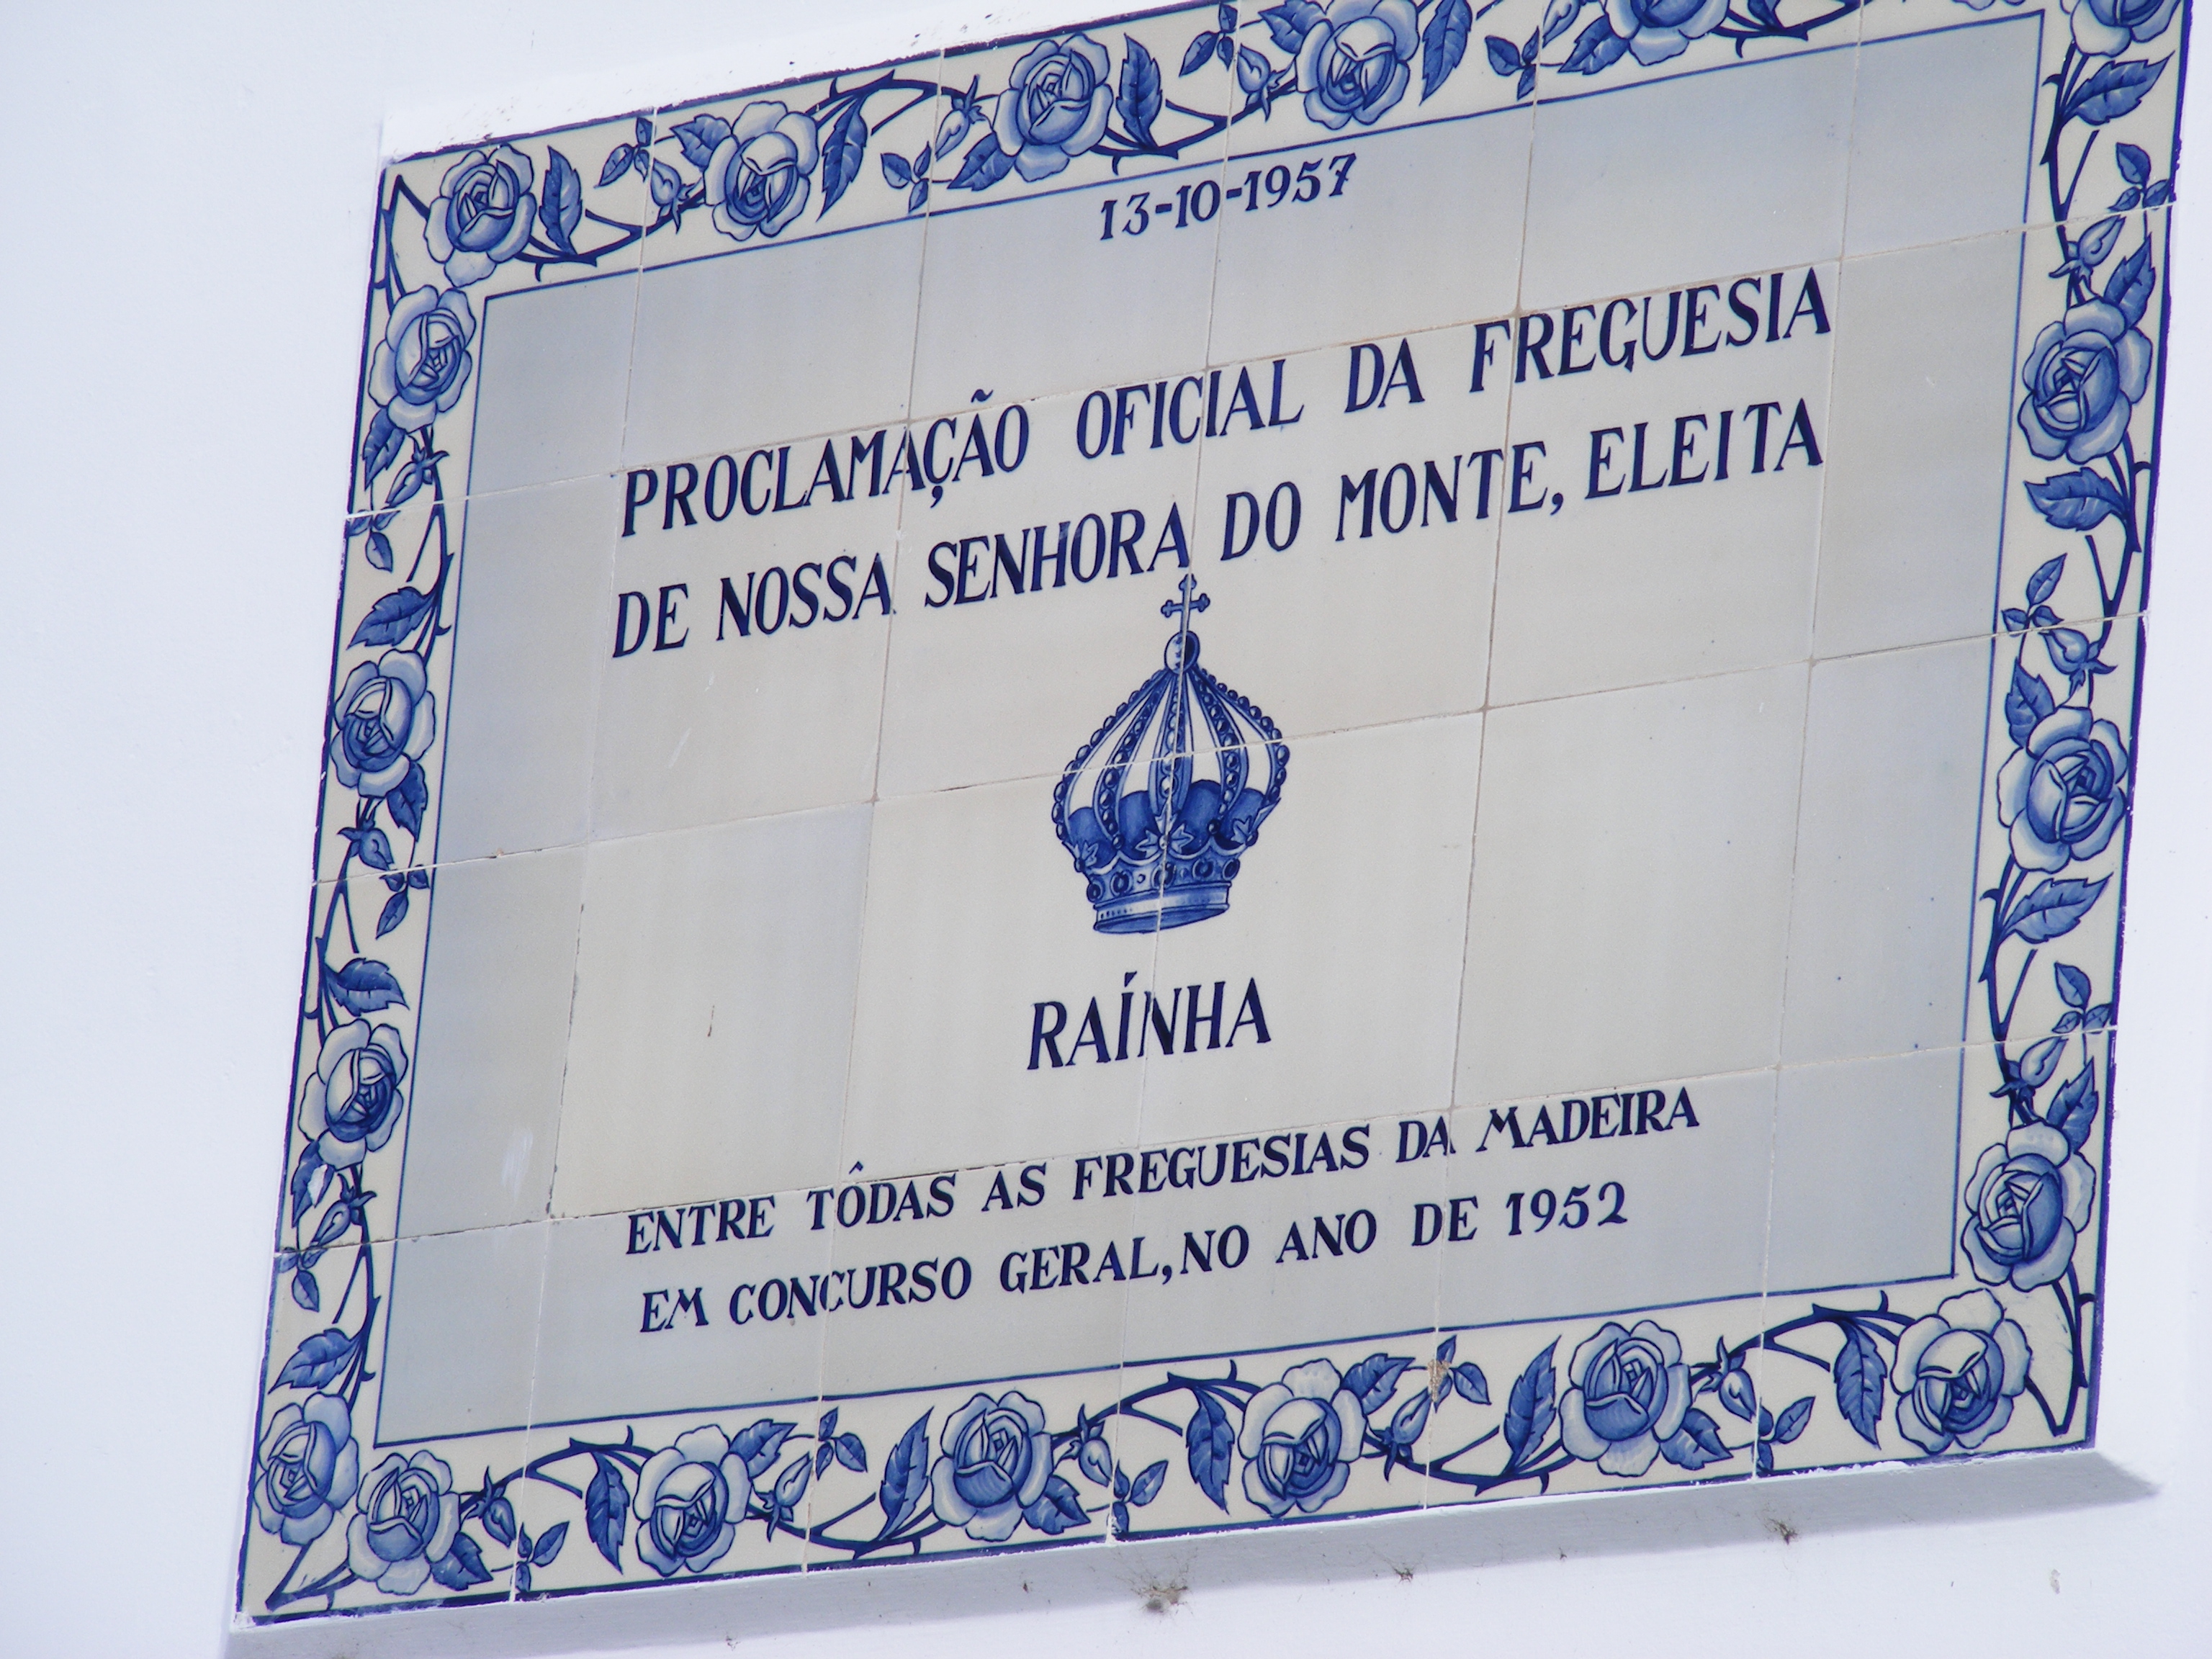 13-10-1957
PROCLAMAÇÃO OFICIAL DA FREGUESIA
DE NOSSA SENHORA DO MONTE, ELEITA
RAÍNHA
ENTRE TÔDAS AS FREGUESIAS DA MADEIRA
EM CONCURSO GERAL, NO ANO DE 1952